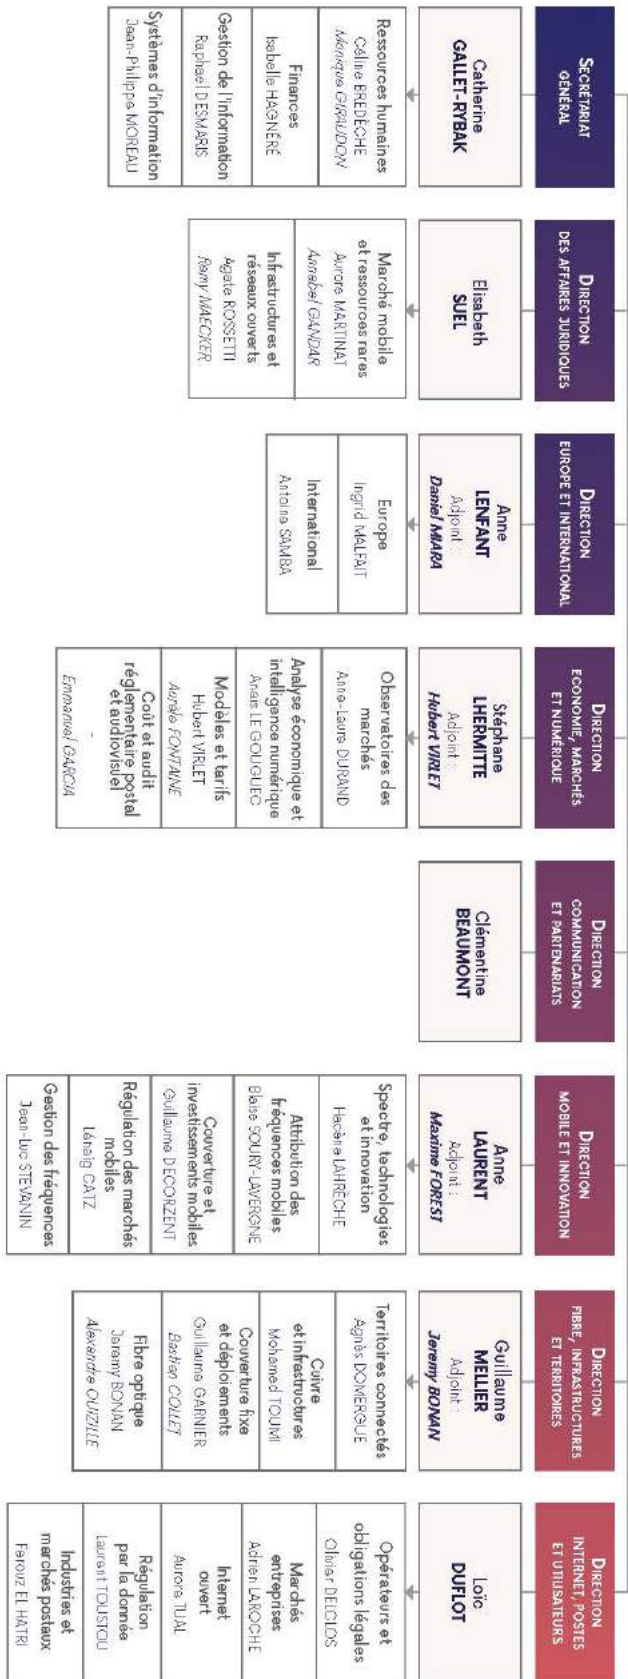 SECRÉTARIAT
GÉNÉRAL
Catherine
GALLET-RYBAK
Ressources humaines
Céline BREDÈCHE
Monique GIRAUDON
Finances
Isabelle HAGNÉRÉ
Gestion de l'information
Raphael DESMARIS
Systèmes d'information
Jean-Philippe MOREAU
DIRECTION
DES AFFAIRES JURIDIQUES
Elisabeth
SUEL
Marché mobile
et ressources rares
Aurore MARTINAT
Annabel GANDAR
Infrastructures et
réseaux ouverts
Agate ROSSETTI
Remy MAECKER
DIRECTION
EUROPE ET INTERNATIONAL
Anne
LENFANT
Adjoint :
Daniel MIARA
Europe
Ingrid MALFAIT
International
Antoine SAMBA
DIRECTION
ECONOMIE, MARCHÉS
ET NUMÉRIQUE
Stéphane
LHERMITTE
Adjoint :
Hubert VIRLET
Observatoires des
marchés
Anne-Laure DURAND
Analyse économique et
intelligence numérique
Anais LE GOUGUEC
Modèles et tarifs
Hubert VIRLET
Aurèle FONTAINE
Coût et audit
réglementaire postal
et audiovisuel
-
Emmanuel GARCIA
DIRECTION
COMMUNICATION
ET PARTENARIATS
Clémentine
BEAUMONT
DIRECTION
MOBILE ET INNOVATION
Anne
LAURENT
Adjoint :
Maxime FOREST
Spectre, technologies
et innovation
Hacène LAHRÈCHE
Attribution des
fréquences mobiles
Blaise SOURY-LAVERGNE
Couverture et
investissements mobiles
Guillaume DECORZENT
Régulation des marchés
mobiles
Lénaig CATZ
Gestion des fréquences
Jean-Luc STEVANIN
DIRECTION
FIBRE, INFRASTRUCTURES
ET TERRITOIRES
Guillaume
MELLIER
Adjoint :
Jeremy BONAN
Territoires connectés
Agnès DOMERGUE
Cuivre
et infrastructures
Mohamed TOUMI
Couverture fixe
et déploiements
Guillaume GARNIER
Bastien COLLET
Fibre optique
Jeremy BONAN
Alexandre OUIZILLE
DIRECTION
INTERNET, POSTES
ET UTILISATEURS
Loïc
DUFLOT
Opérateurs et
obligations légales
Olivier DELCLOS
Marchés
entreprises
Adrien LAROCHE
Internet
ouvert
Aurore TUAL
Régulation
par la donnée
Laurent TOUSTOU
Industries et
marchés postaux
Ferouz EL HATRI